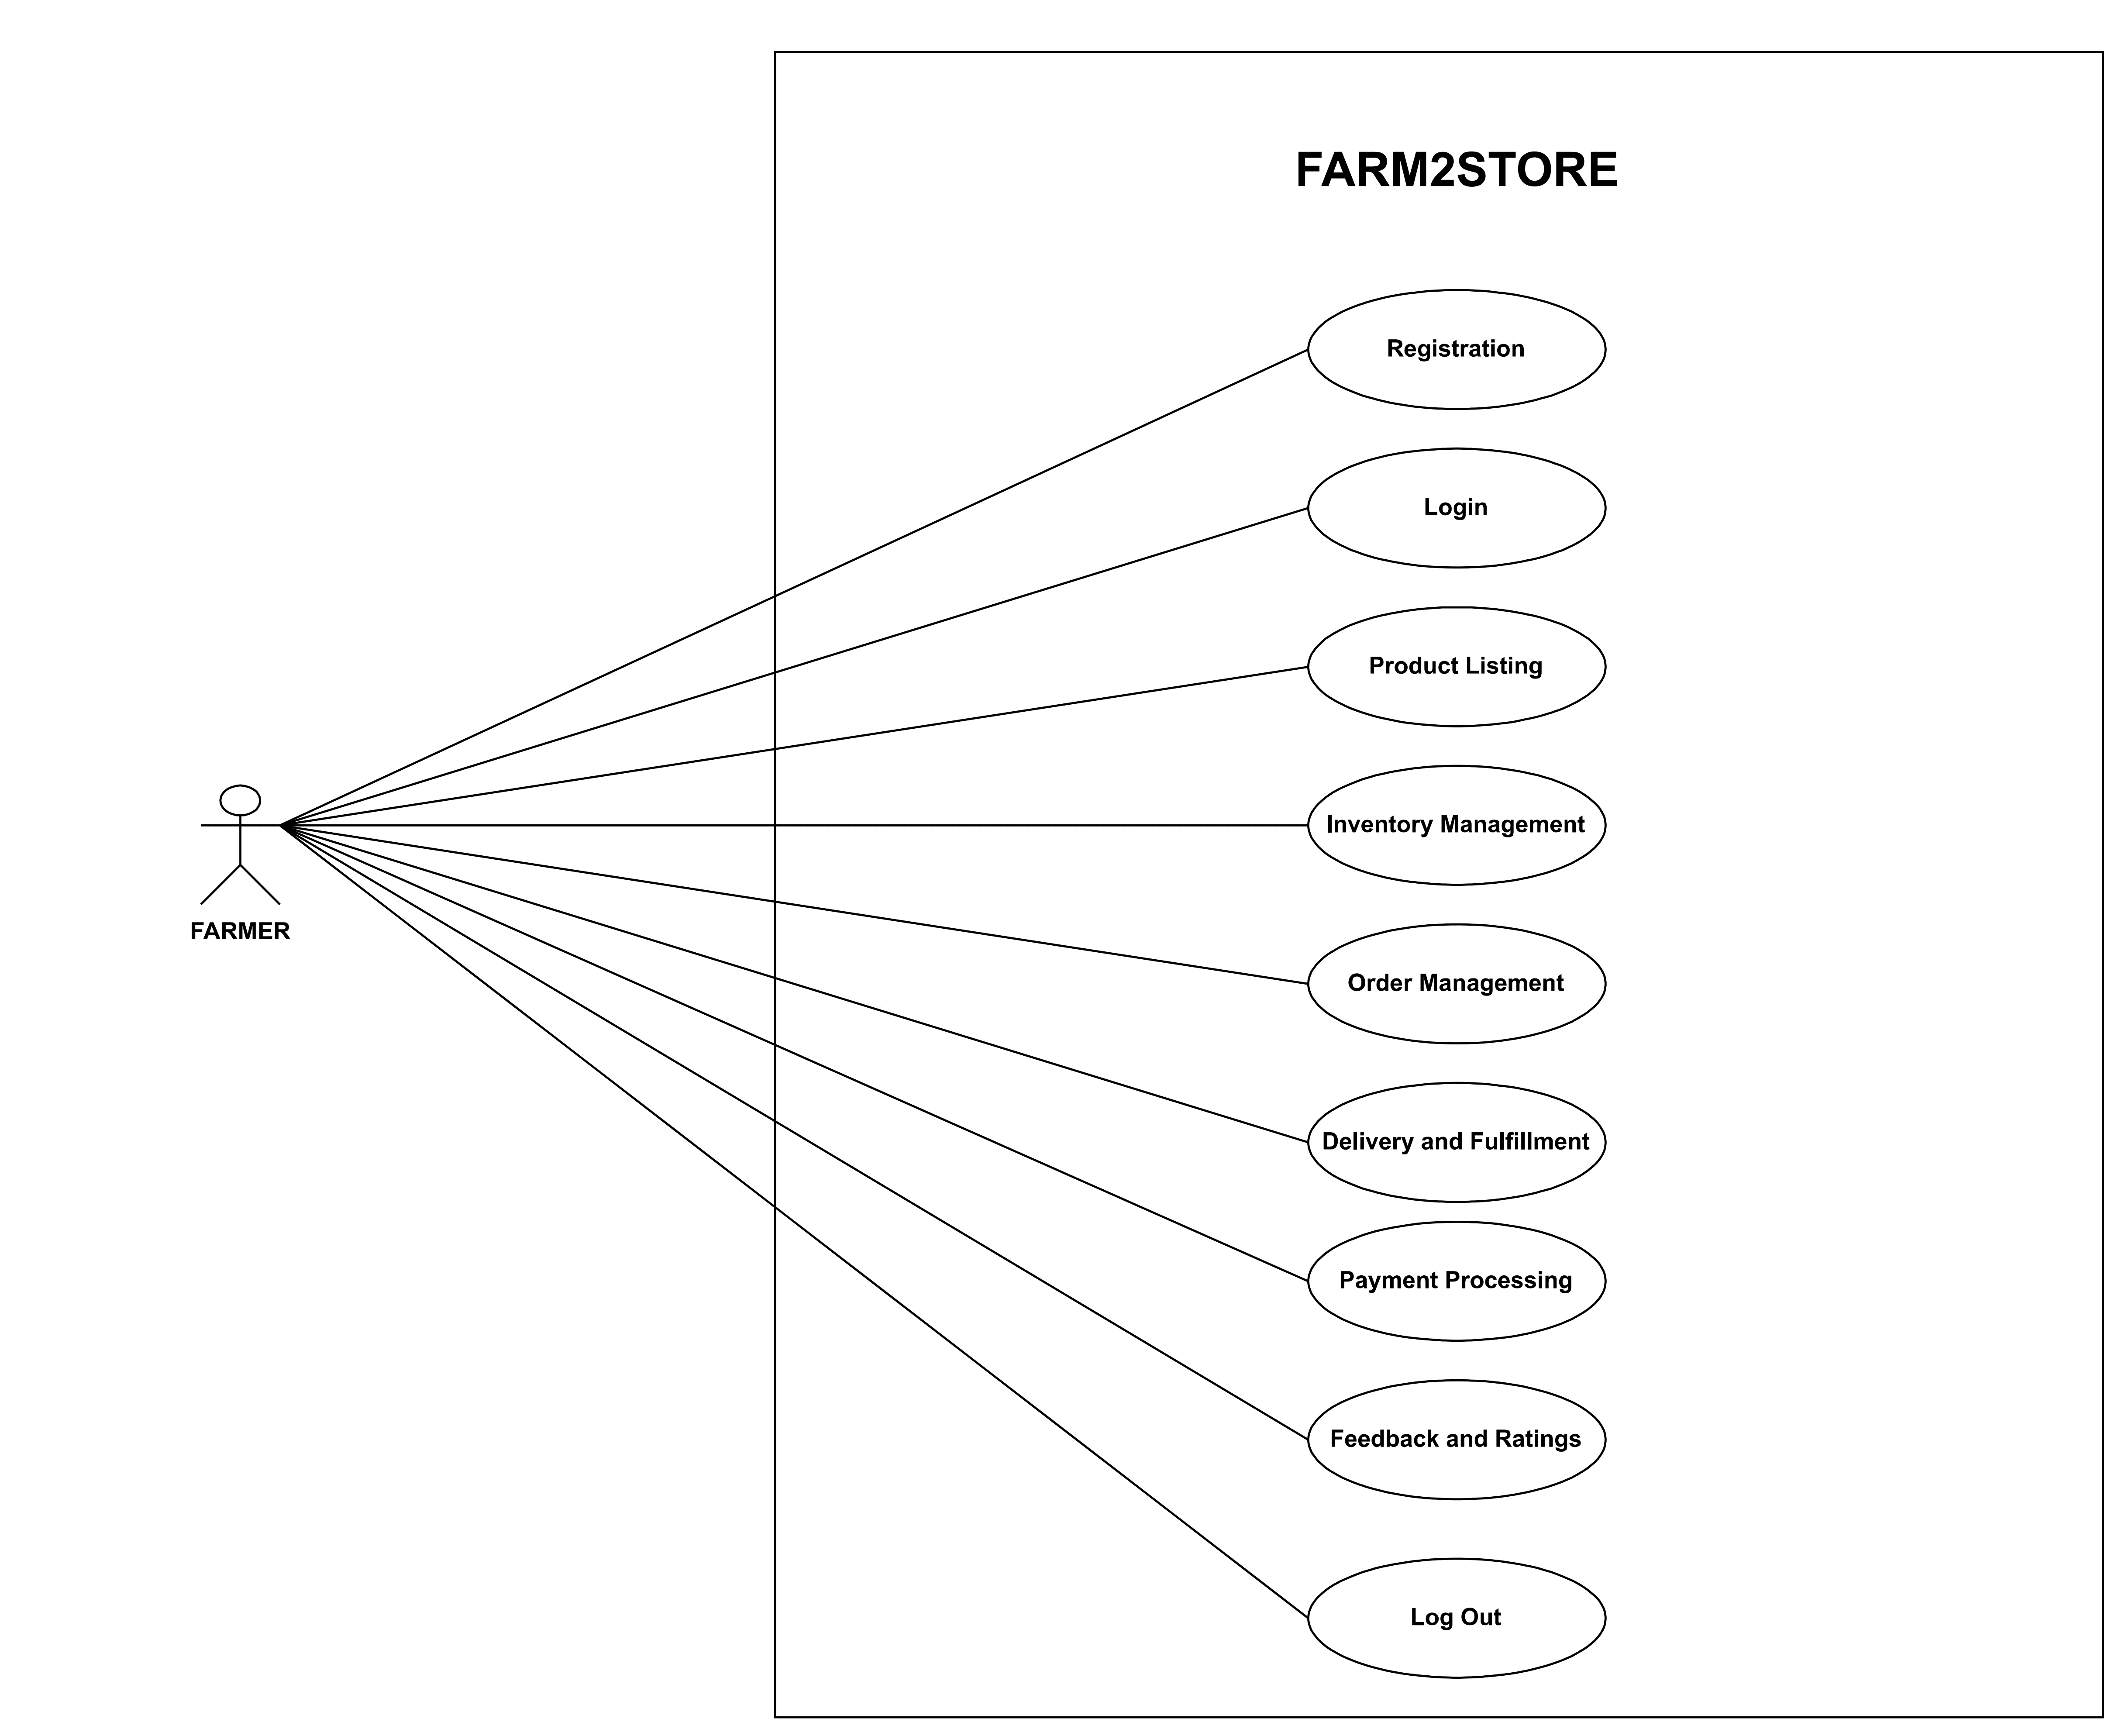 FARM2STORE
Registration
Login
Product Listing
Inventory Management
FARMER
Order Management
Delivery and Fulfillment
Payment Processing
Feedback and Ratings
Log Out